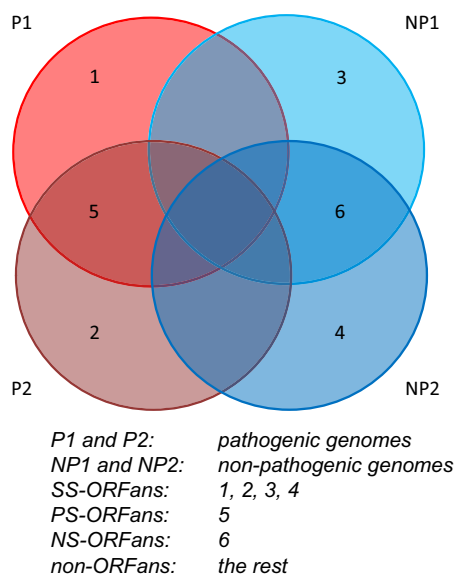 P1 NP1
1 3
5 6
2 4
P2 NP2
P1 and P2: pathogenic genomes
NP1 and NP2: non-pathogenic genomes
SS-ORFans: 1, 2, 3, 4
PS-ORFans: 5
NS-ORFans: 6
non-ORFans: the rest